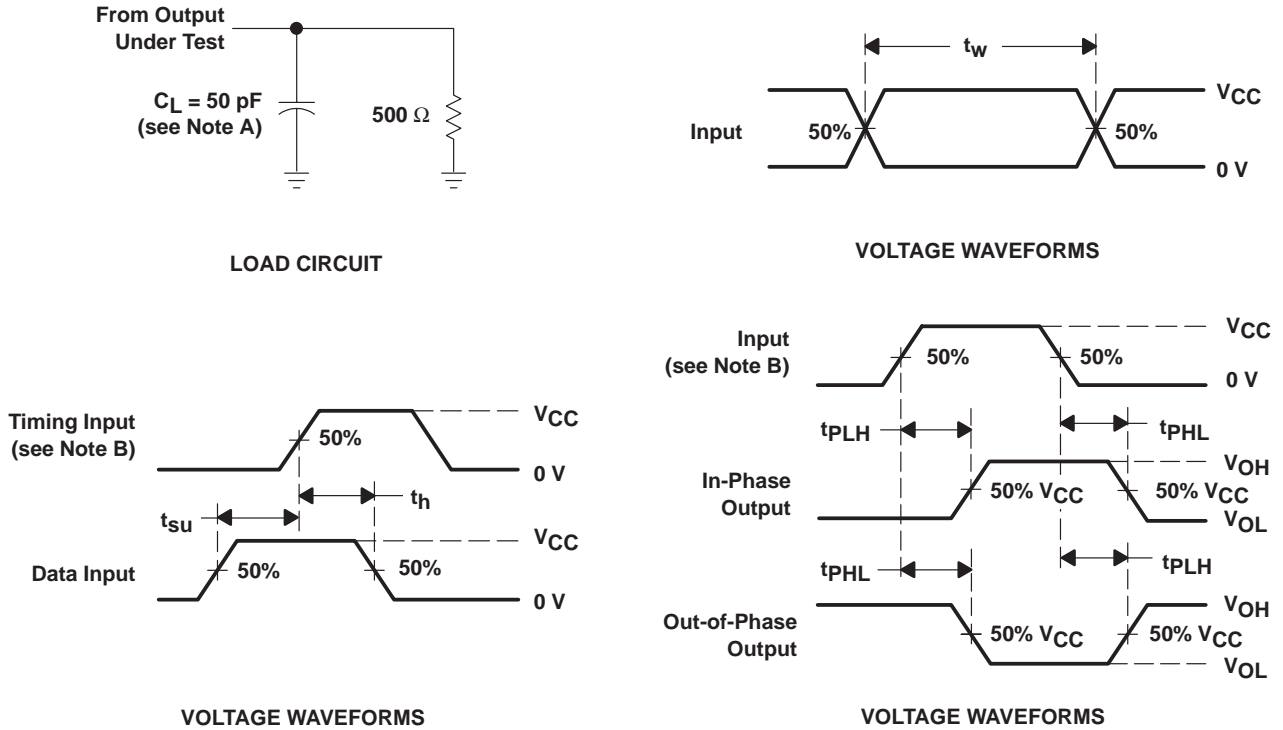 From Output
Under Test
CL = 50 pF
(see Note A)
500 Ω
LOAD CIRCUIT
tw
Input
50%
50%
VCC
0 V
VOLTAGE WAVEFORMS
Timing Input
(see Note B)
50%
VCC
0 V
th
tsu
Data Input
50%
50%
VCC
0 V
VOLTAGE WAVEFORMS
Input
(see Note B)
50%
50%
VCC
0 V
tPLH
tPHL
In-Phase
Output
50% VCC
50% VCC
VOH
VOL
tPHL
tPLH
Out-of-Phase
Output
50% VCC
50% VCC
VOH
VOL
VOLTAGE WAVEFORMS